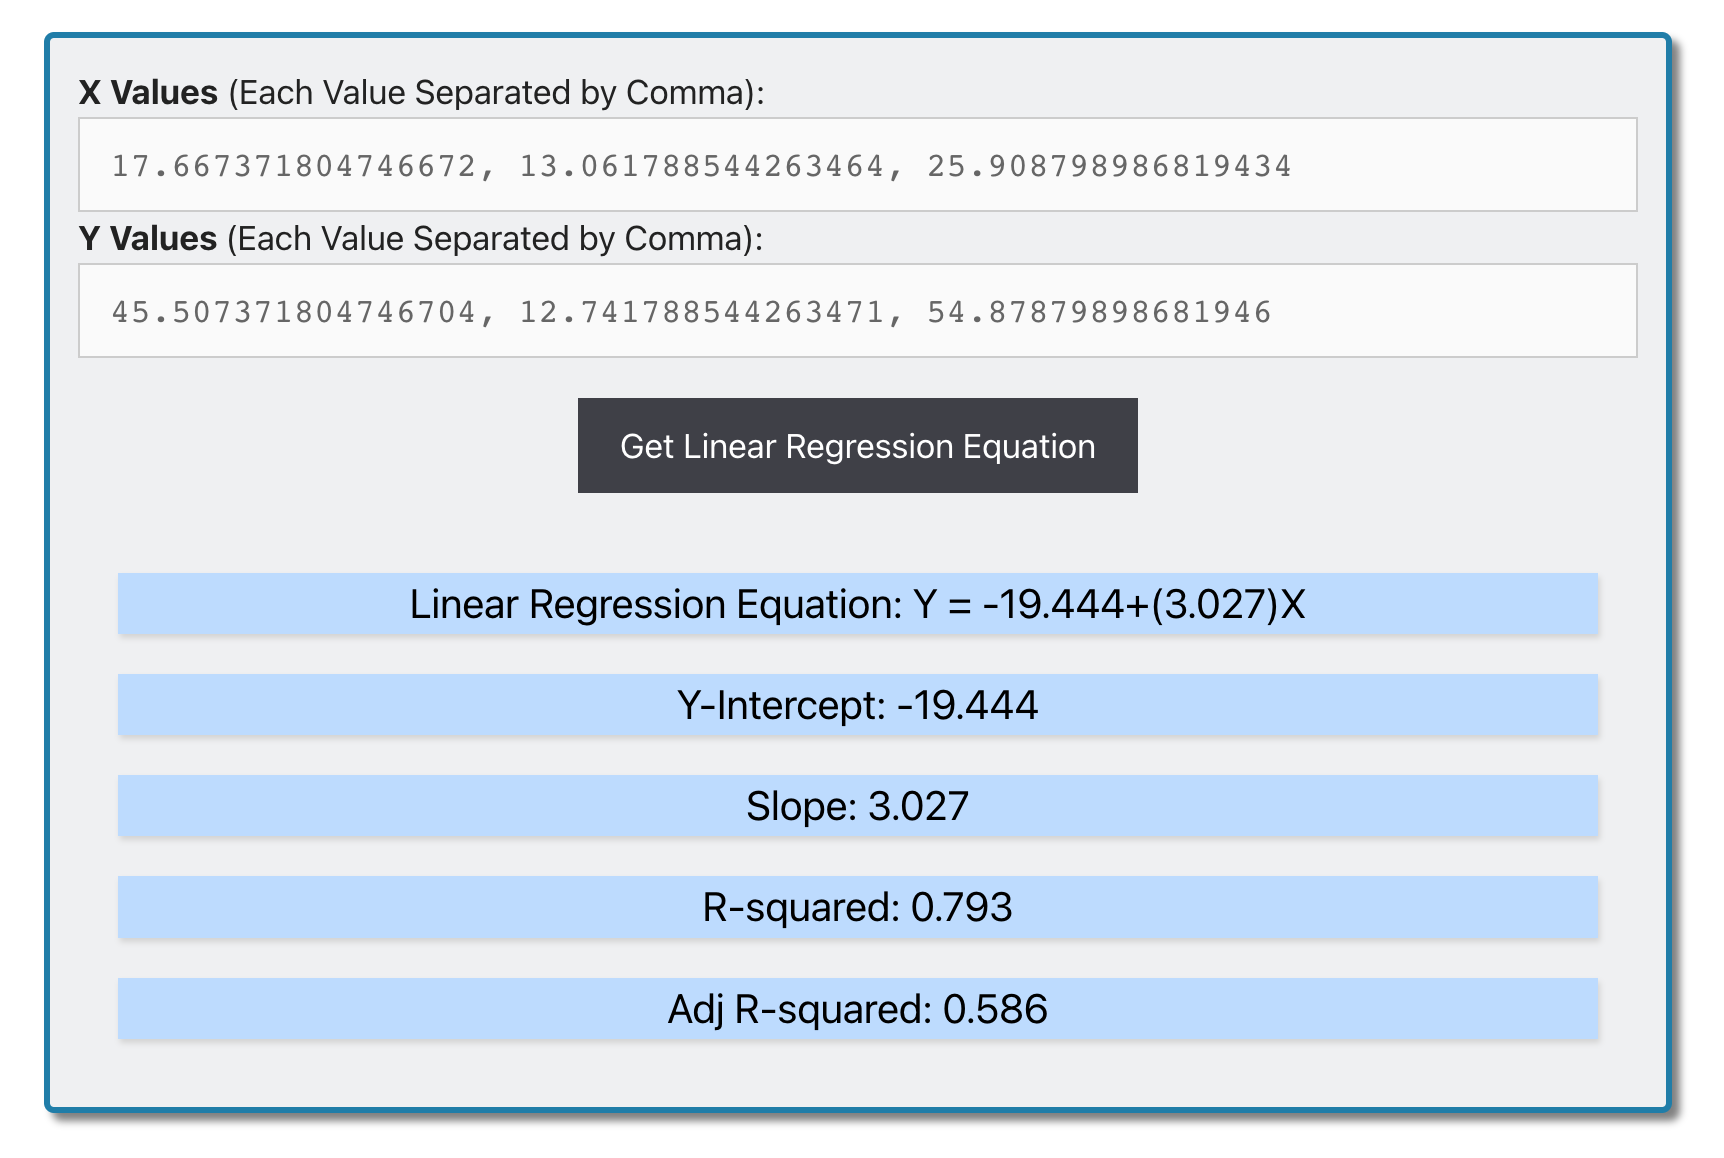 X Values (Each Value Separated by Comma):
17.667371804746672, 13.061788544263464, 25.908798986819434
Y Values (Each Value Separated by Comma):
45.507371804746704, 12.741788544263471, 54.87879898681946
Get Linear Regression Equation
Linear Regression Equation: Y = -19.444+(3.027)X
Y-Intercept: -19.444
Slope: 3.027
R-squared: 0.793
Adj R-squared: 0.586